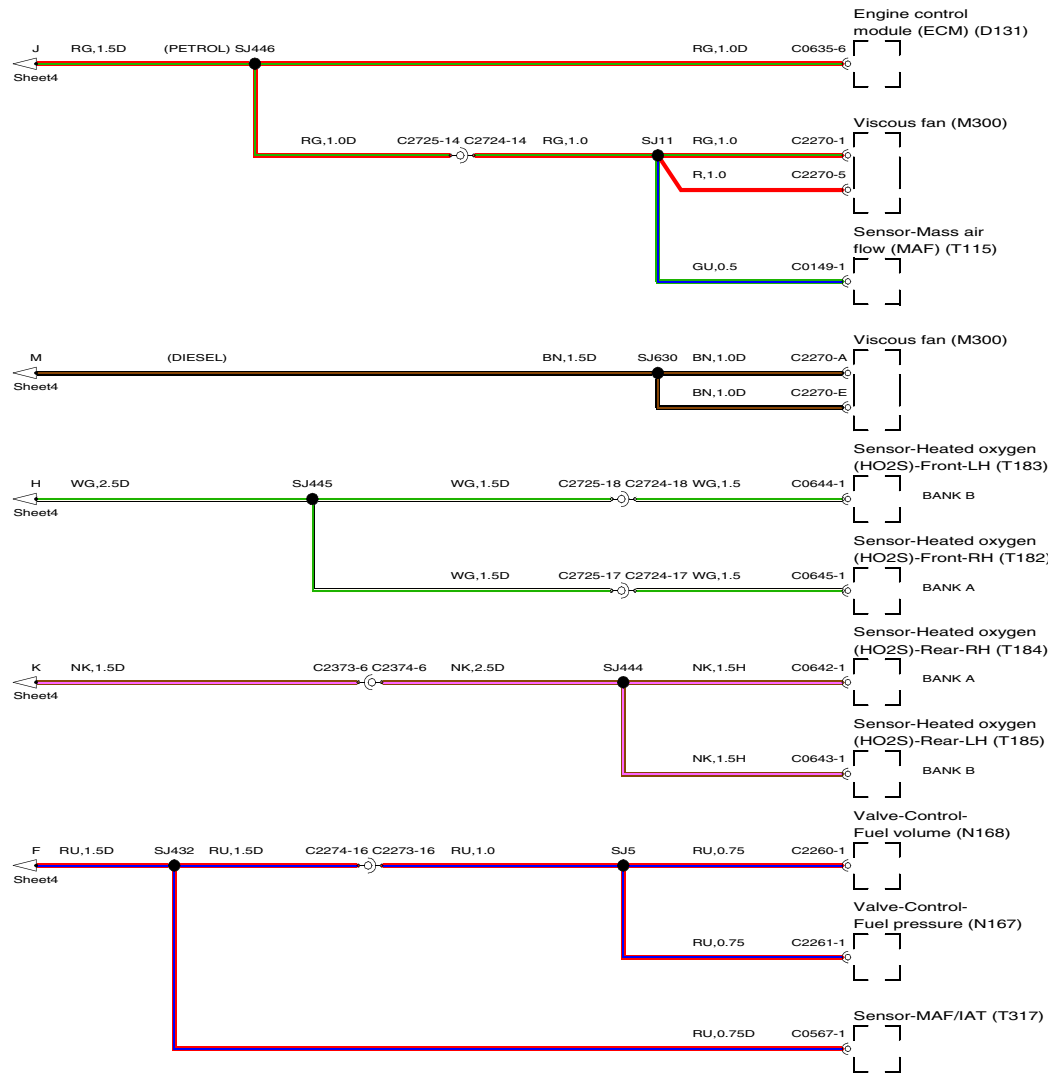 Engine control
module (ECM) (D131)
J RG,1.5D (PETROL) SJ446 RG,1.0D C0635-6
Sheet4
Viscous fan (M300)
RG,1.0D C2725-14 C2724-14 RG,1.0 SJ11 RG,1.0 C2270-1
R,1.0 C2270-5
Sensor-Mass air
flow (MAF) (T115)
GU,0.5 C0149-1
Viscous fan (M300)
M (DIESEL) BN,1.5D SJ630 BN,1.0D C2270-A
Sheet4
BN,1.0D C2270-E
Sensor-Heated oxygen
(HO2S)-Front-LH (T183)
H WG,2.5D SJ445 WG,1.5D C2725-18 C2724-18 WG,1.5 C0644-1
BANK B
Sheet4
Sensor-Heated oxygen
(HO2S)-Front-RH (T182)
WG,1.5D C2725-17 C2724-17 WG,1.5 C0645-1
BANK A
Sensor-Heated oxygen
(HO2S)-Rear-RH (T184)
K NK,1.5D C2373-6 C2374-6 NK,2.5D SJ444 NK,1.5H C0642-1
BANK A
Sheet4
Sensor-Heated oxygen
(HO2S)-Rear-LH (T185)
NK,1.5H C0643-1
BANK B
Valve-Control-
Fuel volume (N168)
F RU,1.5D SJ432 RU,1.5D C2274-16 C2273-16 RU,1.0 SJ5 RU,0.75 C2260-1
Sheet4
Valve-Control-
Fuel pressure (N167)
RU,0.75 C2261-1
Sensor-MAF/IAT (T317)
RU,0.75D C0567-1